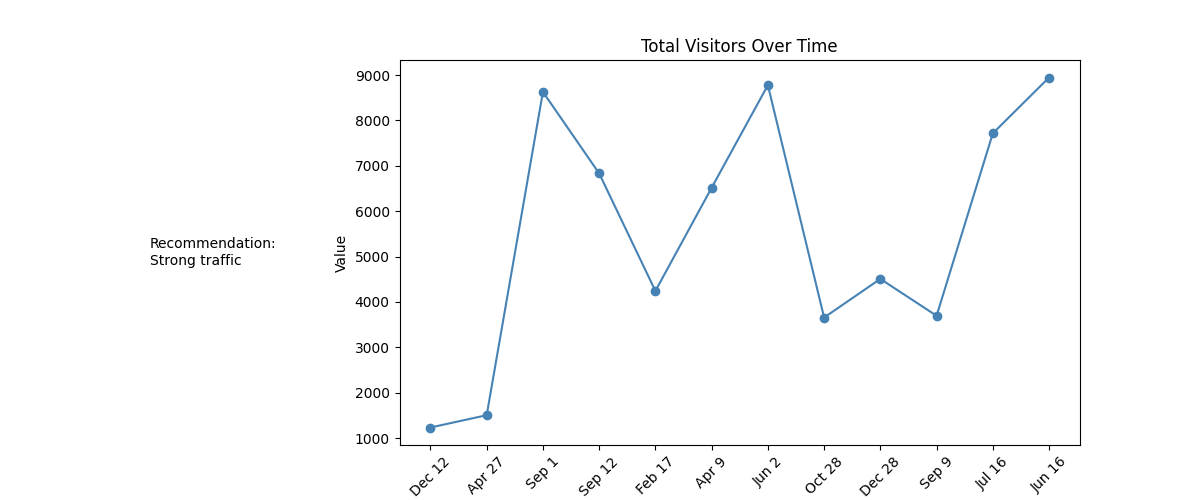 Total Visitors Over Time
Recommendation:
Strong traffic
Value
9000
8000
7000
6000
5000
4000
3000
2000
1000
Dec 12
Apr 27
Sep 1
Sep 12
Feb 17
Apr 9
Jun 2
Oct 28
Dec 28
Sep 9
Jul 16
Jun 16